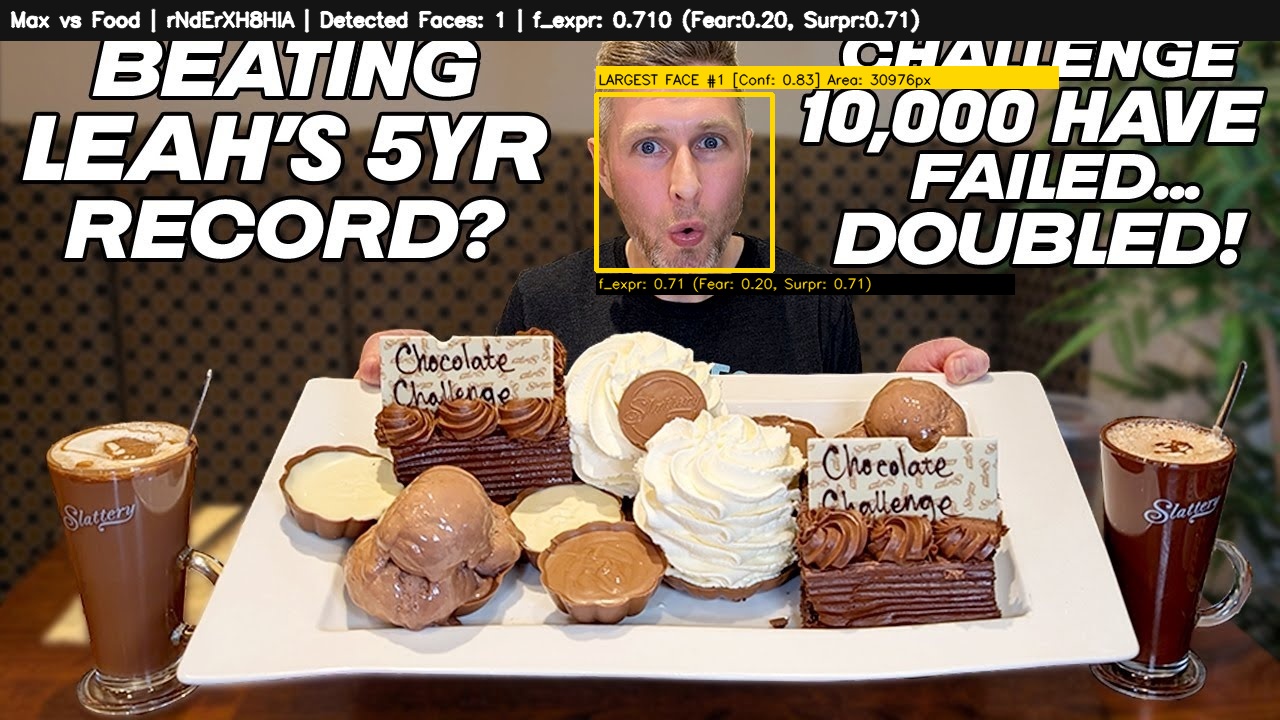 Max vs Food | rNdErXH8HlA | Detected Faces: 1 | f_expr: 0.710 (Fear:0.20, Surpr:0.71)
BEATING
LEAH'S 5YR
RECORD?
LARGEST FACE #1 [Conf: 0.83] Area: 30976px
f_expr: 0.71 (Fear: 0.20, Surpr: 0.71)
CHALLENGE
10,000 HAVE
FAILED...
DOUBLED!
Chocolate
Challenge
Slattery
Chocolate
Challenge
Slattery
Slattery